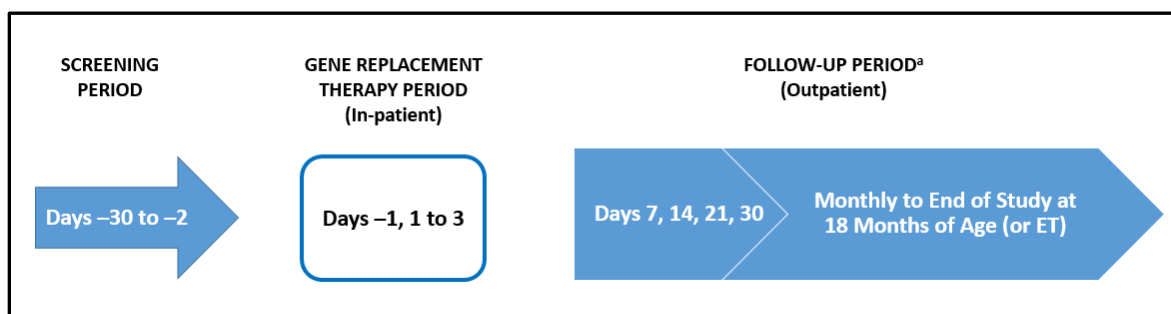 SCREENING
PERIOD
GENE REPLACEMENT
THERAPY PERIOD
(In-patient)
FOLLOW-UP PERIODᵃ
(Outpatient)
Days –30 to –2
Days –1, 1 to 3
Days 7, 14, 21, 30
Monthly to End of Study at
18 Months of Age (or ET)